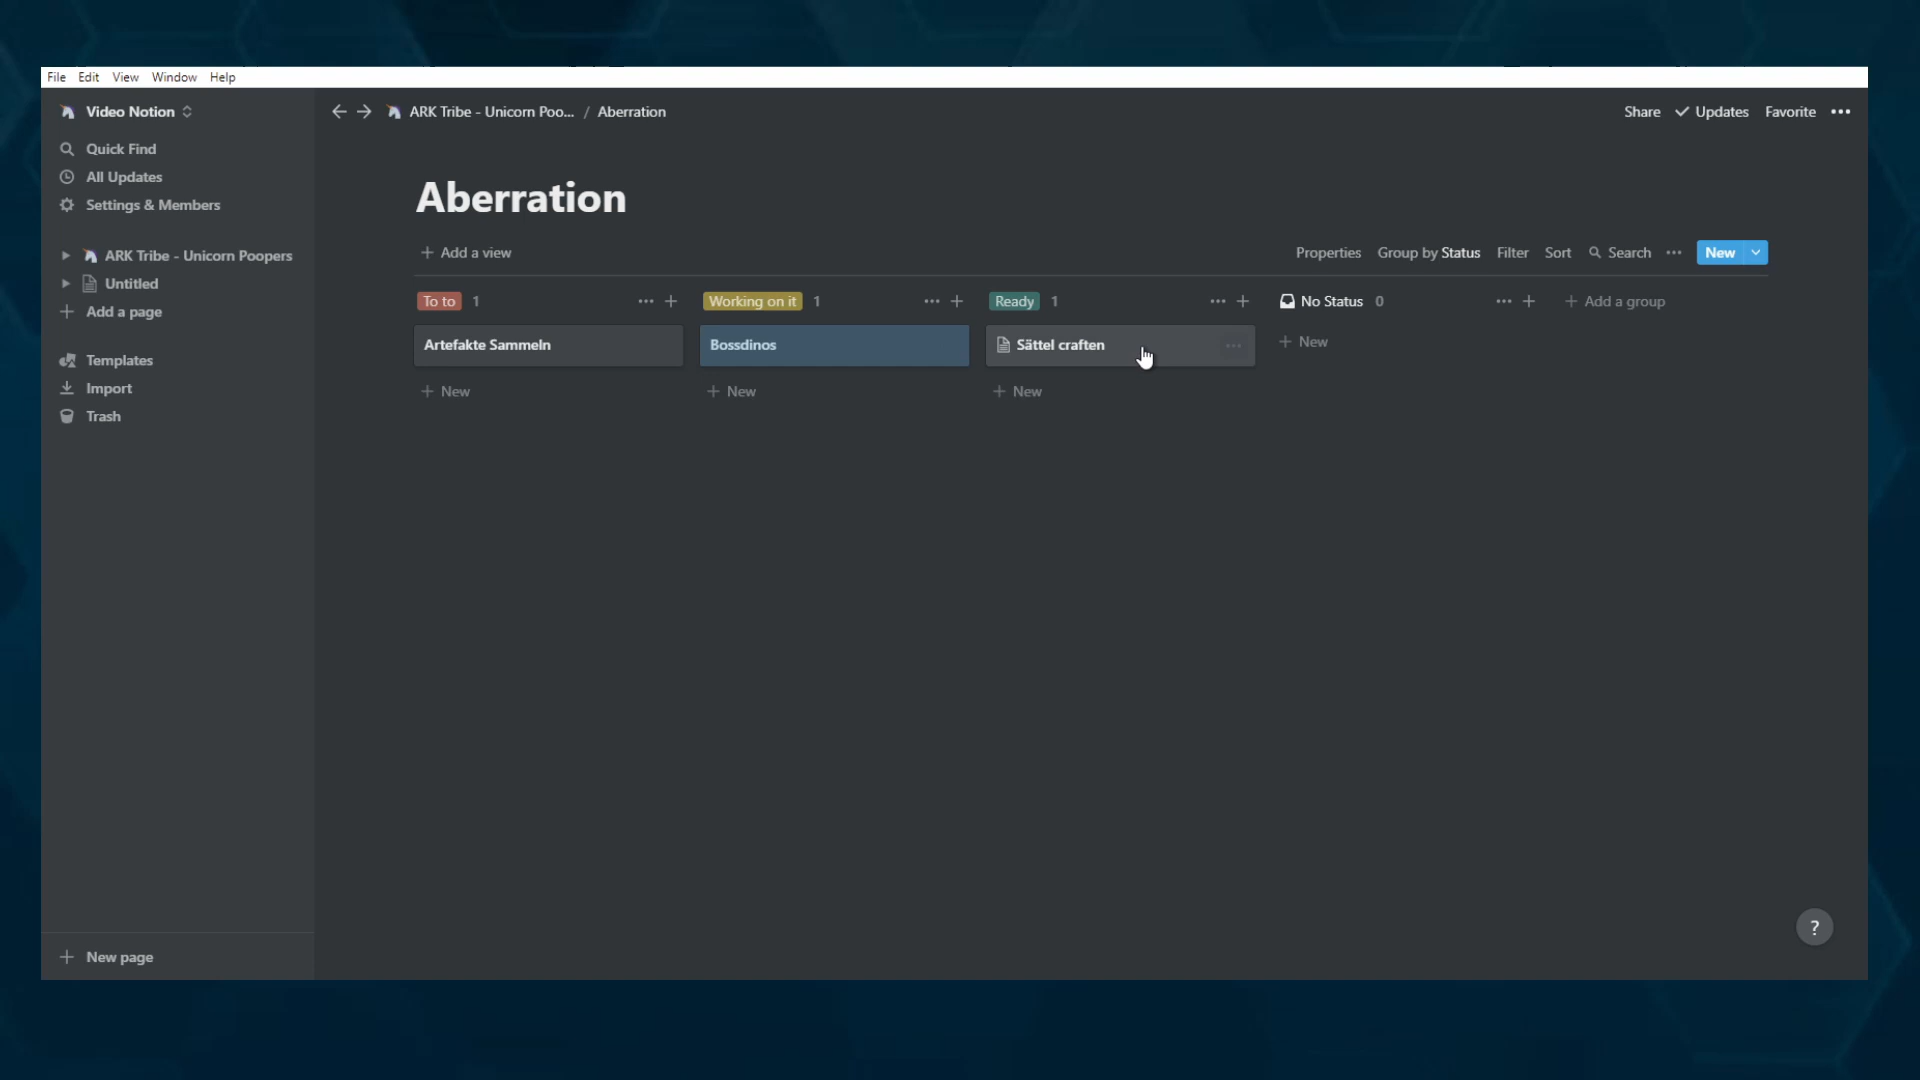 File Edit View Window Help
Video Notion
ARK Tribe - Unicorn Poo... / Aberration
Share Updates Favorite
Quick Find
All Updates
Settings & Members
ARK Tribe - Unicorn Poopers
Untitled
Add a page
Templates
Import
Trash
New page
Aberration
Add a view
Properties Group by Status Filter Sort Search New
To to 1
Working on it 1
Ready 1
No Status 0
Add a group
Artefakte Sammeln
Bossdinos
Sättel craften
New
New
New
New
?